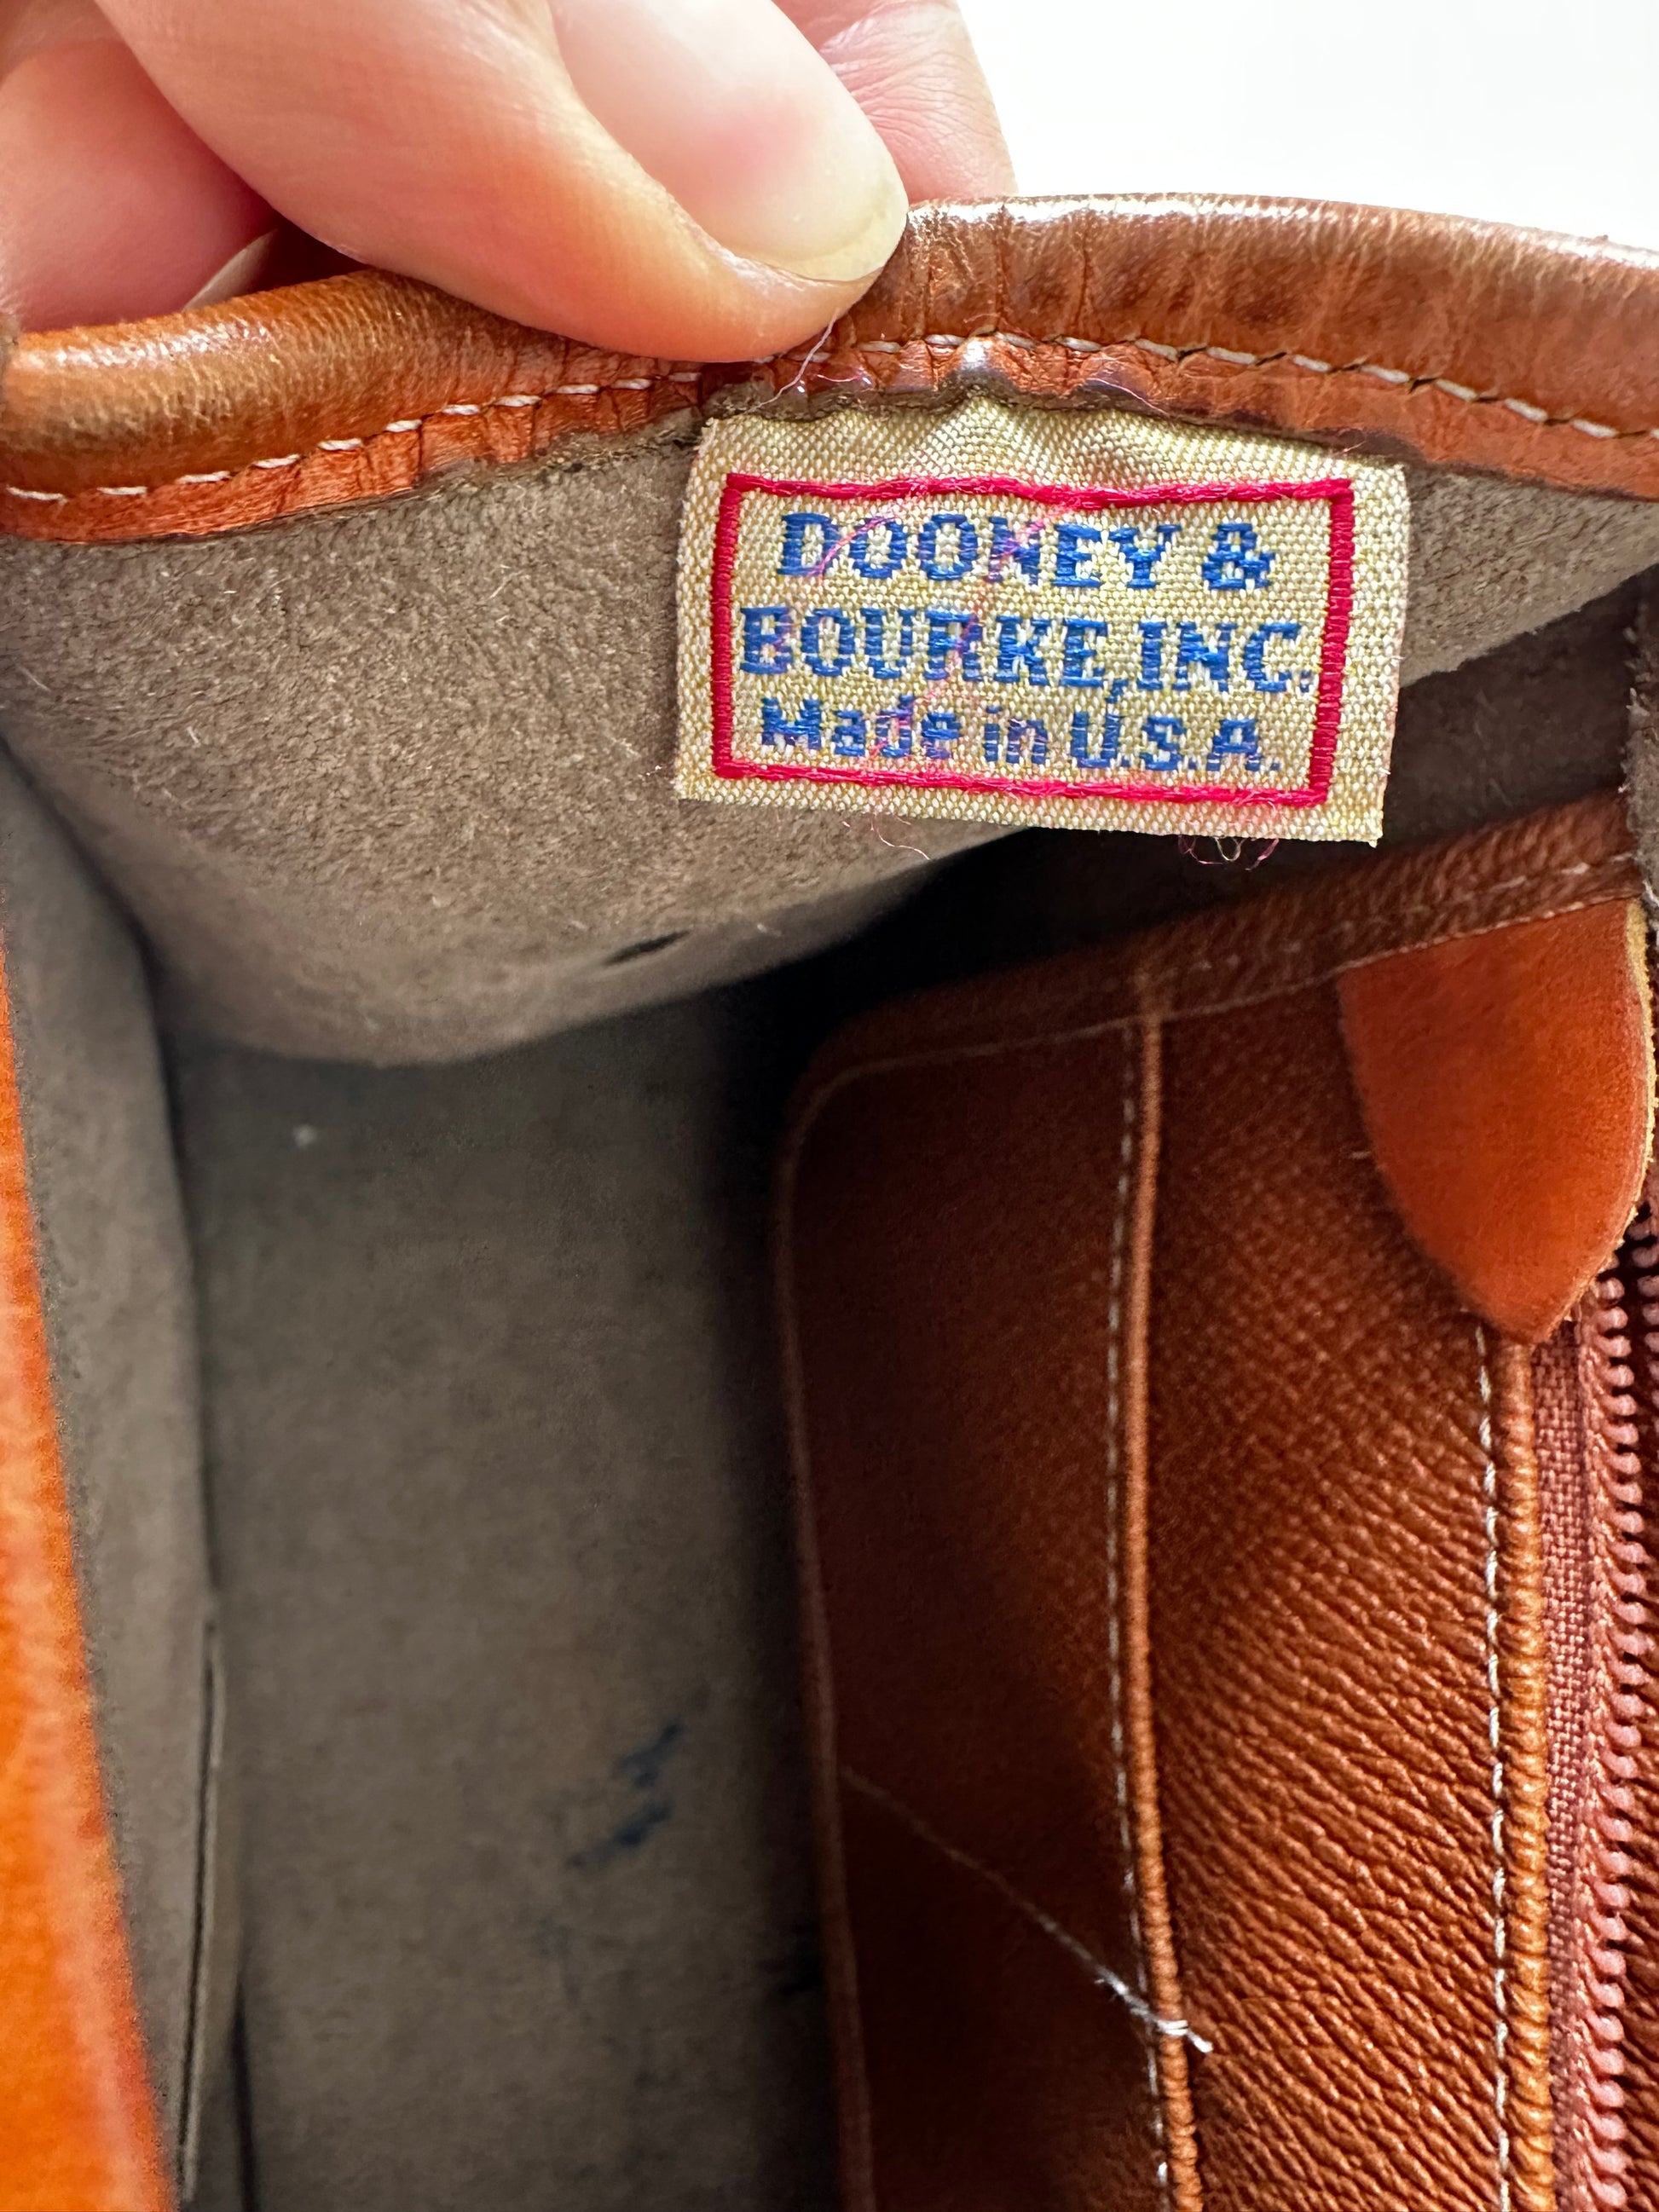 DOONEY &
BOURKE, INC.
Made in U.S.A.